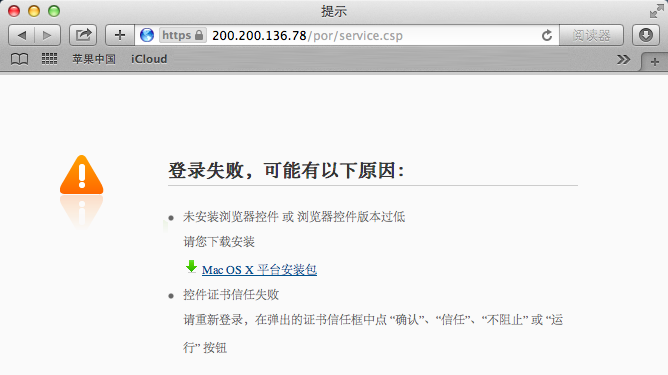 提示
https 200.200.136.78/por/service.csp 阅读器
苹果中国 iCloud
登录失败，可能有以下原因：
未安装浏览器控件 或 浏览器控件版本过低
请您下载安装
Mac OS X 平台安装包
控件证书信任失败
请重新登录，在弹出的证书信任框中点 “确认”、“信任”、“不阻止” 或 “运
行” 按钮